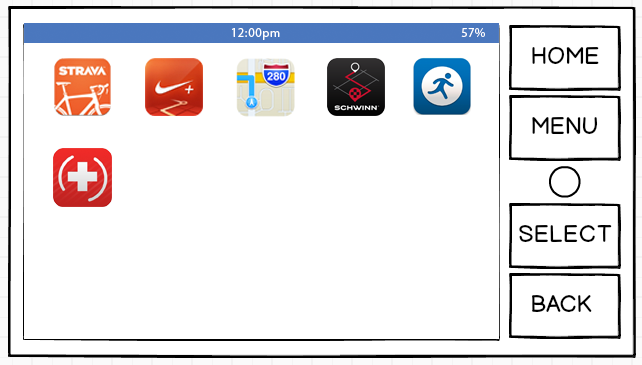 12:00pm 57%
STRAVA
280
SCHWINN
HOME
MENU
SELECT
BACK